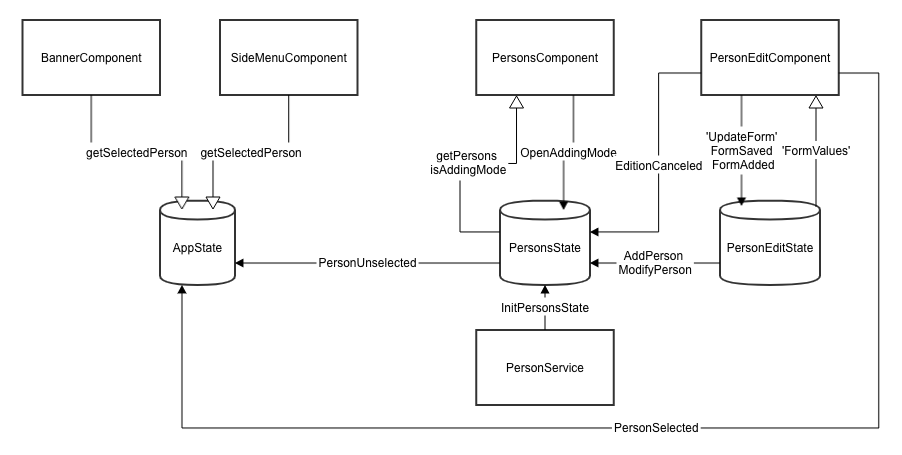 BannerComponent
SideMenuComponent
PersonsComponent
PersonEditComponent
getSelectedPerson
getSelectedPerson
getPersons
isAddingMode
OpenAddingMode
EditionCanceled
'UpdateForm'
FormSaved
FormAdded
'FormValues'
AppState
PersonUnselected
PersonsState
AddPerson
ModifyPerson
PersonEditState
InitPersonsState
PersonService
PersonSelected